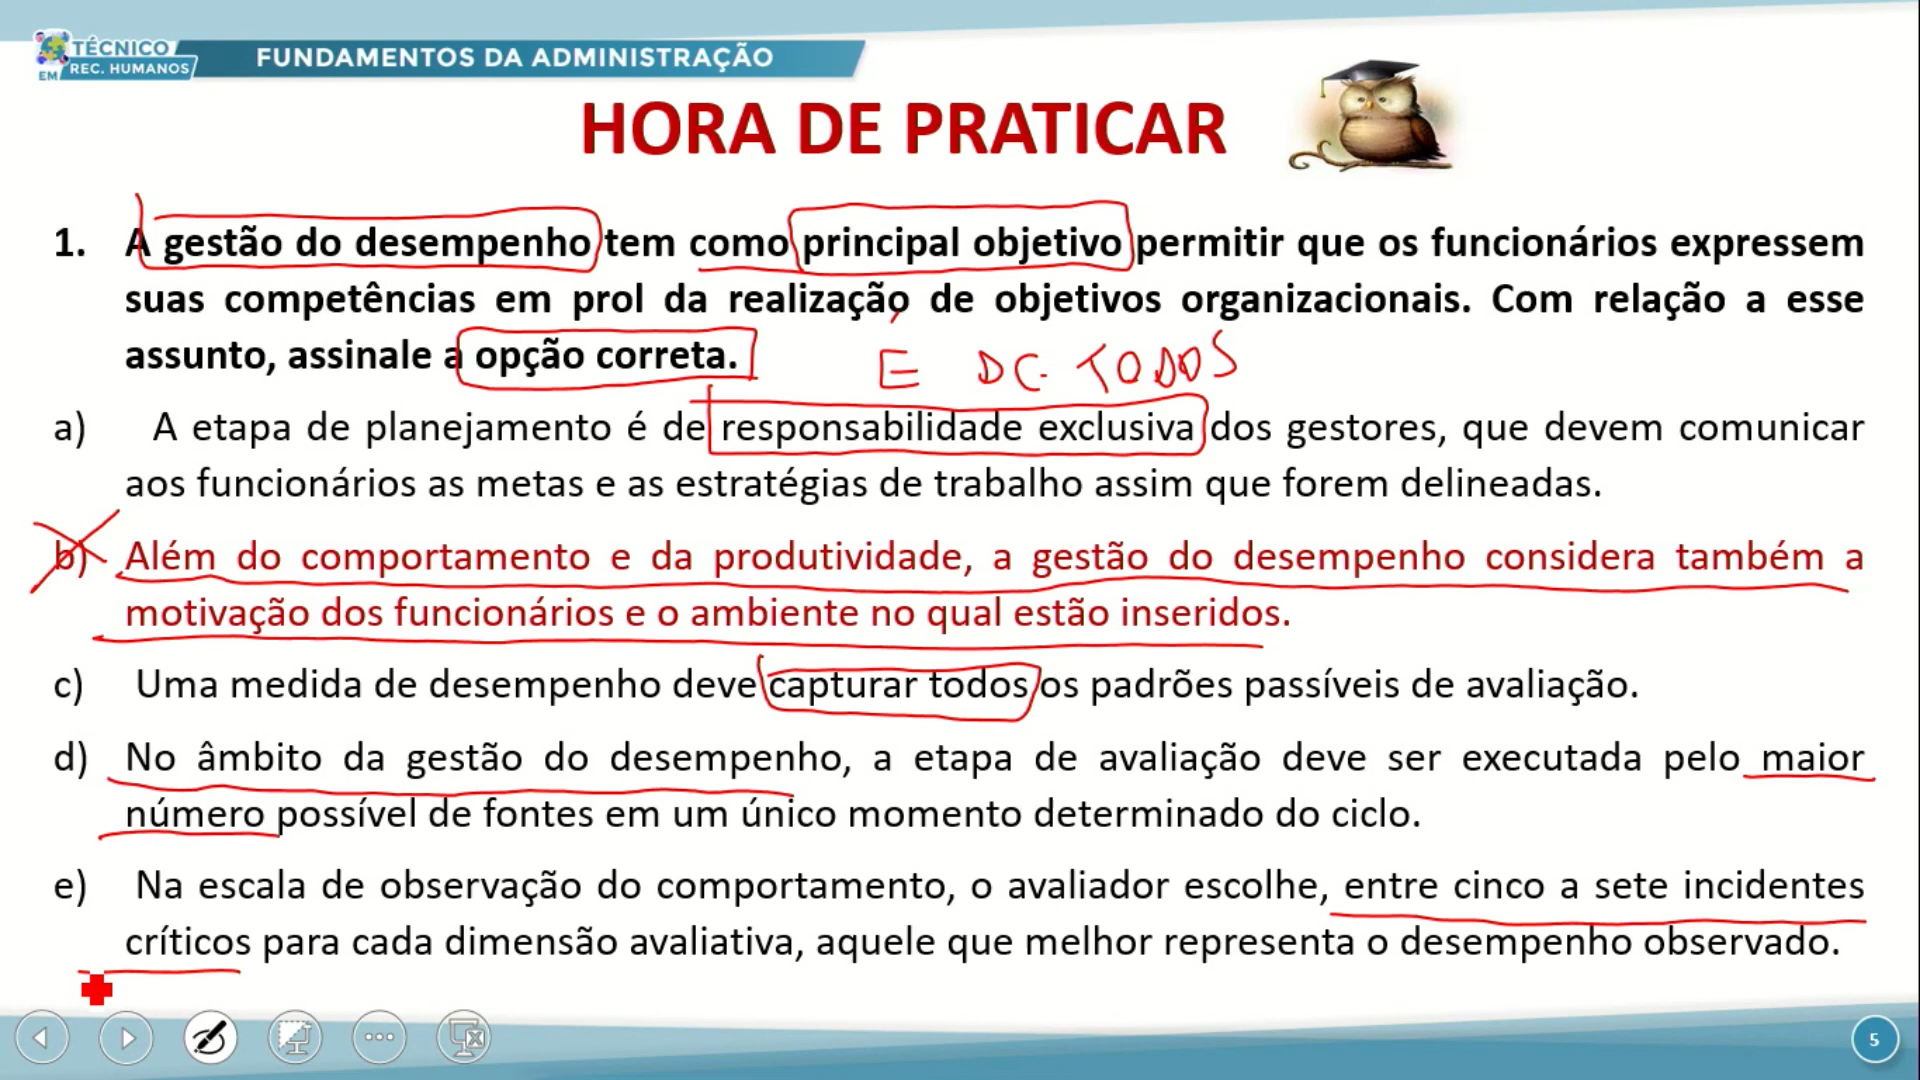 TÉCNICO
EM REC. HUMANOS
FUNDAMENTOS DA ADMINISTRAÇÃO
HORA DE PRATICAR
1. A gestão do desempenho tem como principal objetivo permitir que os funcionários expressem
suas competências em prol da realização de objetivos organizacionais. Com relação a esse
assunto, assinale a opção correta.
É DE TODOS
a) A etapa de planejamento é de responsabilidade exclusiva dos gestores, que devem comunicar
aos funcionários as metas e as estratégias de trabalho assim que forem delineadas.
b) Além do comportamento e da produtividade, a gestão do desempenho considera também a
motivação dos funcionários e o ambiente no qual estão inseridos.
c) Uma medida de desempenho deve capturar todos os padrões passíveis de avaliação.
d) No âmbito da gestão do desempenho, a etapa de avaliação deve ser executada pelo maior
número possível de fontes em um único momento determinado do ciclo.
e) Na escala de observação do comportamento, o avaliador escolhe, entre cinco a sete incidentes
críticos para cada dimensão avaliativa, aquele que melhor representa o desempenho observado.
5